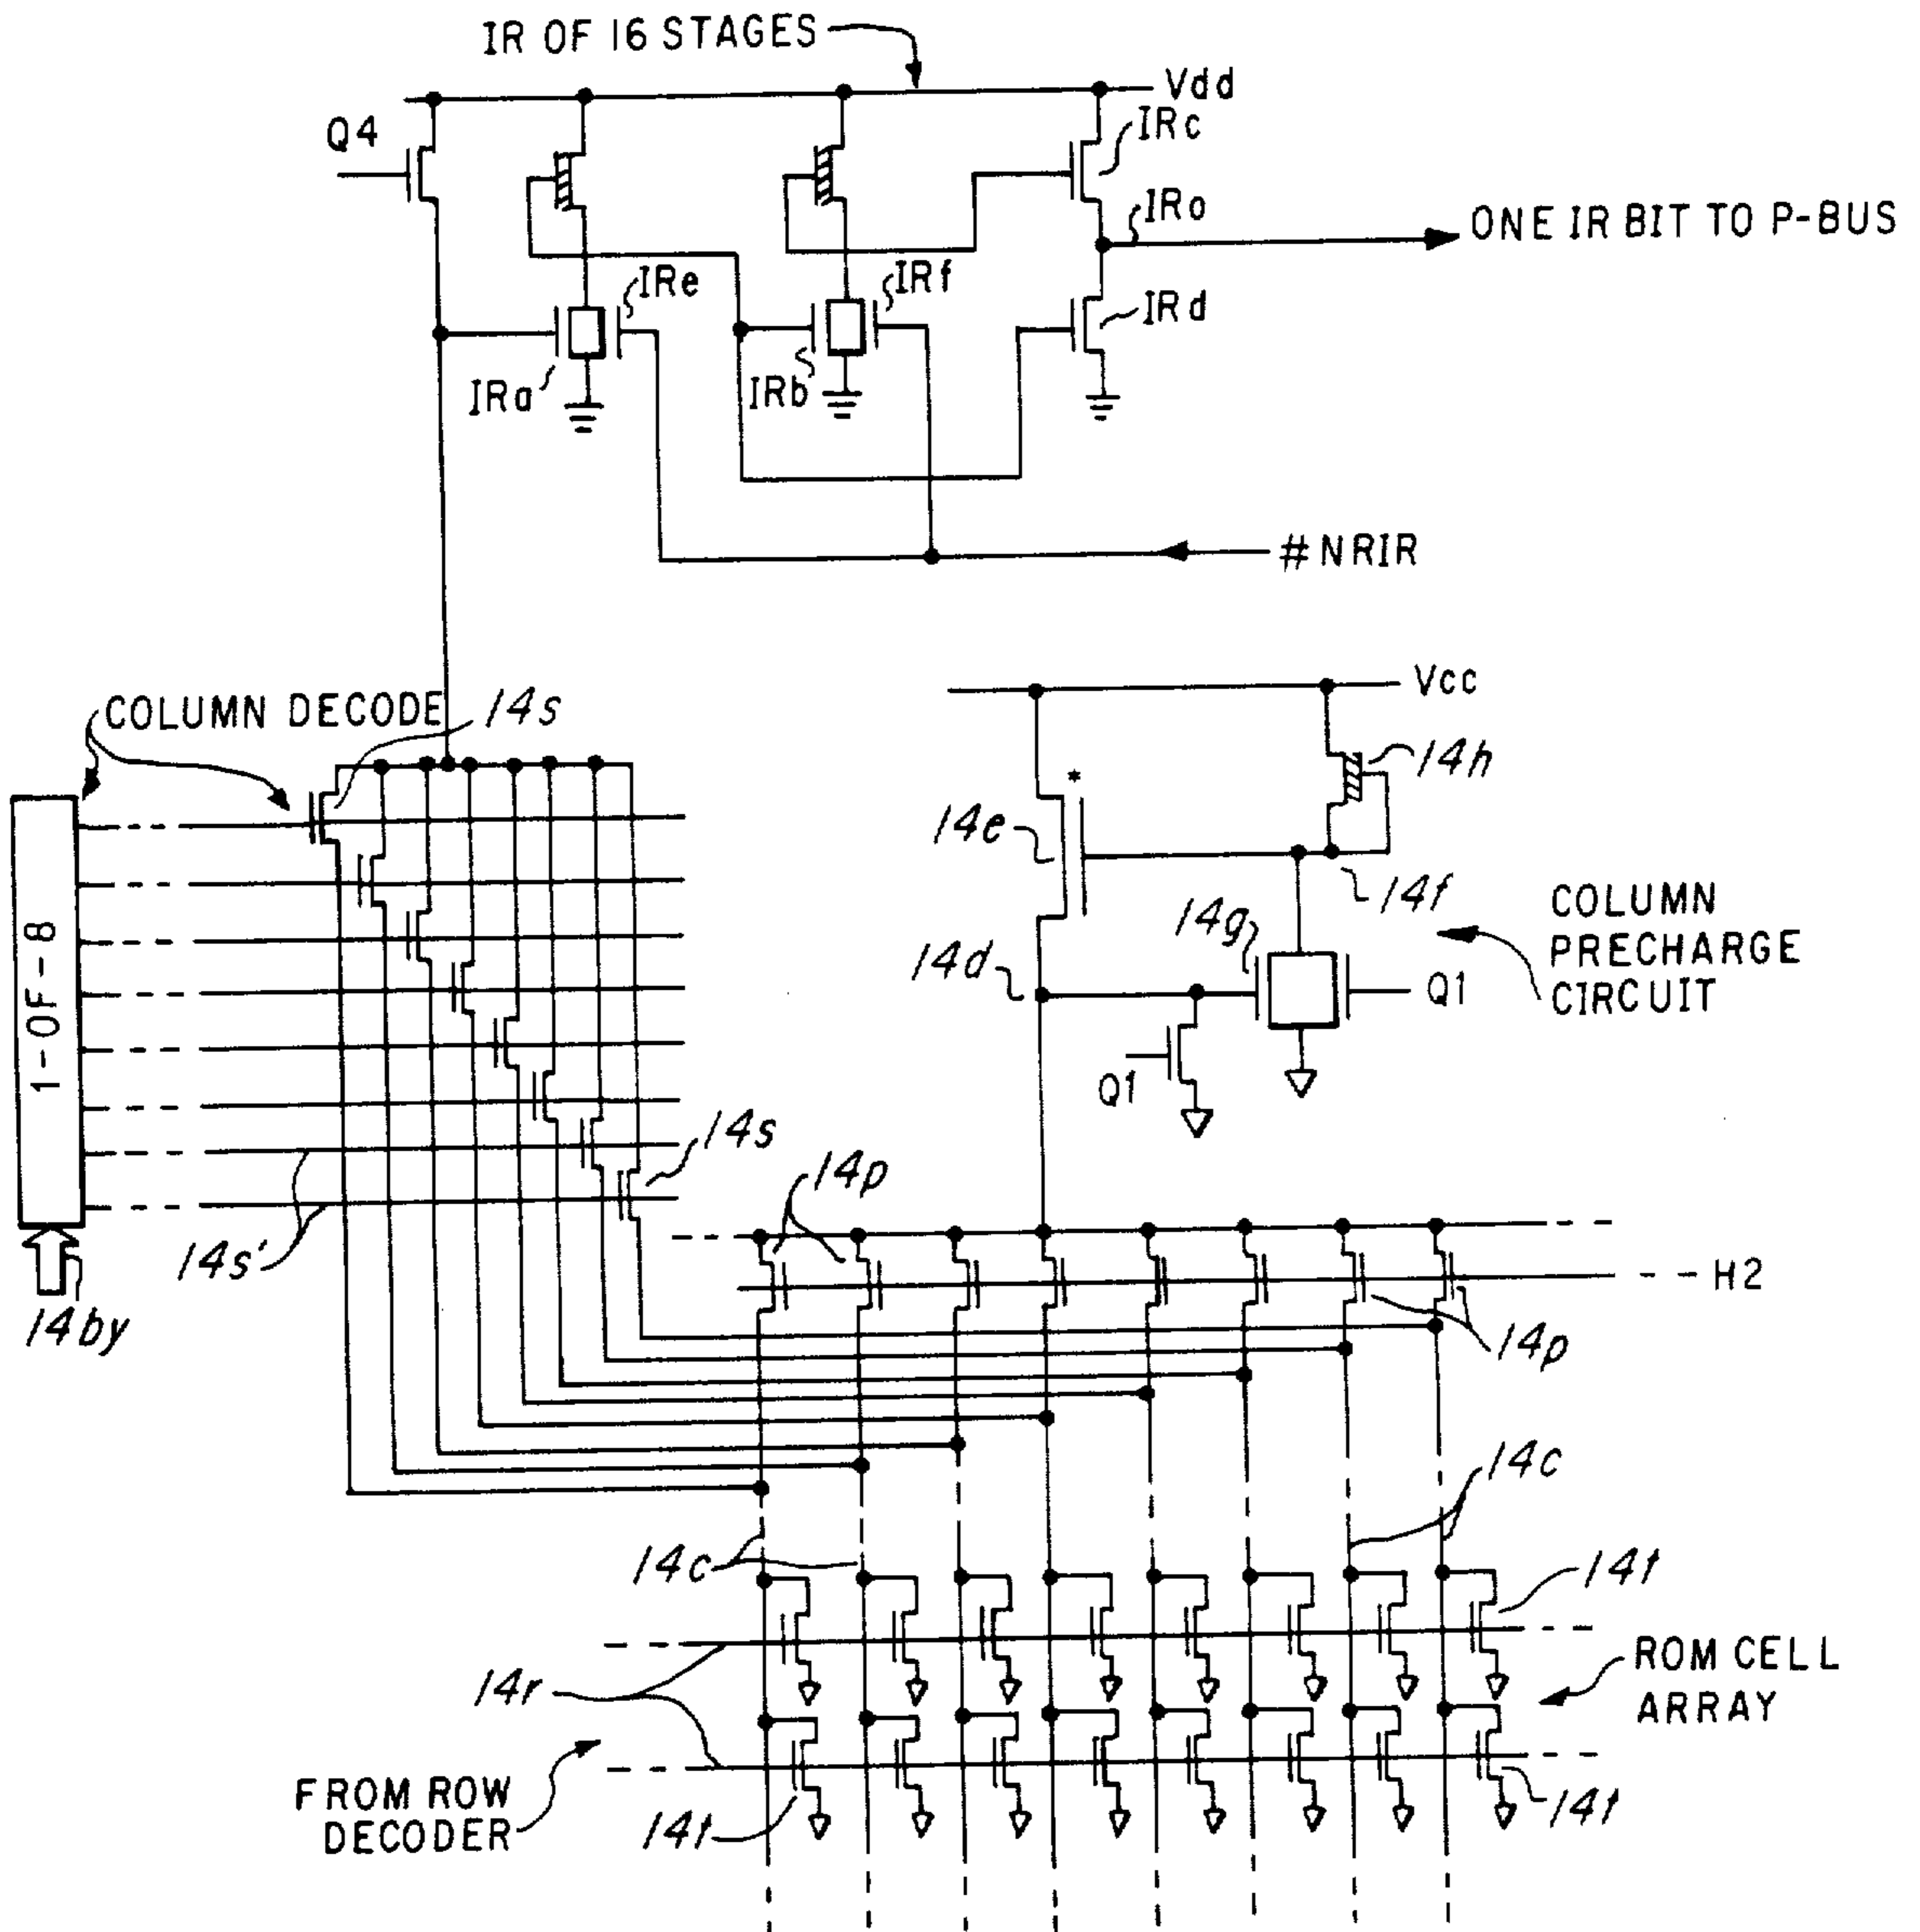 IR OF 16 STAGES
Vdd
Q4
IRc
IRo
ONE IR BIT TO P-BUS
IRe
IRf
IRd
IRa
IRb
#NRIR
Vcc
COLUMN DECODE
14s
14h
*
14e
14f
14g
COLUMN
PRECHARGE
CIRCUIT
14d
Q1
Q1
1-OF-8
14s
14p
14s'
H2
14by
14p
14c
14c
14t
14r
ROM CELL
ARRAY
FROM ROW
DECODER
14t
14t